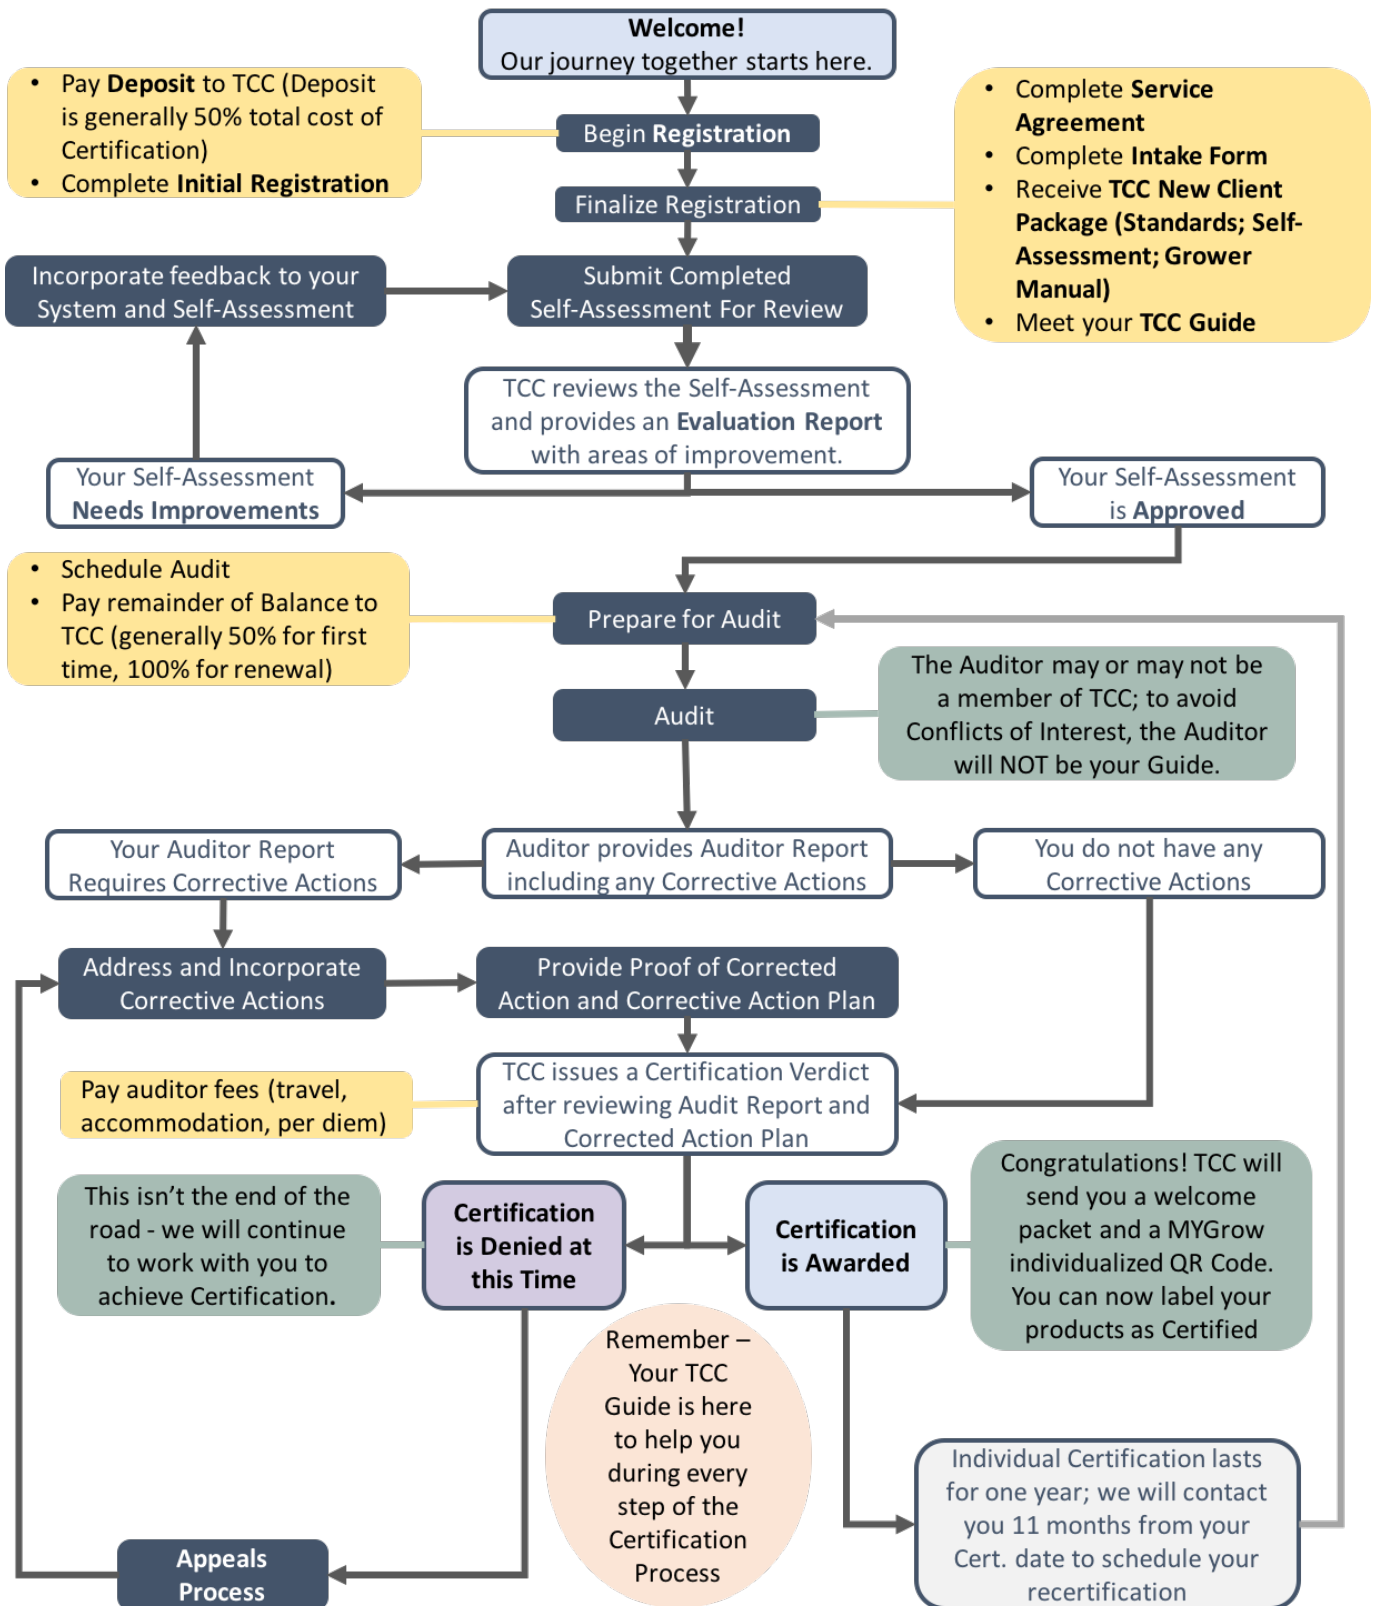 Welcome!
Our journey together starts here.
• Pay Deposit to TCC (Deposit
is generally 50% total cost of
Certification)
• Complete Initial Registration
Begin Registration
• Complete Service
Agreement
• Complete Intake Form
• Receive TCC New Client
Package (Standards; Self-
Assessment; Grower
Manual)
• Meet your TCC Guide
Finalize Registration
Incorporate feedback to your
System and Self-Assessment
Submit Completed
Self-Assessment For Review
TCC reviews the Self-Assessment
and provides an Evaluation Report
with areas of improvement.
Your Self-Assessment
Needs Improvements
Your Self-Assessment
is Approved
• Schedule Audit
• Pay remainder of Balance to
TCC (generally 50% for first
time, 100% for renewal)
Prepare for Audit
Audit
The Auditor may or may not be
a member of TCC; to avoid
Conflicts of Interest, the Auditor
will NOT be your Guide.
Your Auditor Report
Requires Corrective Actions
Auditor provides Auditor Report
including any Corrective Actions
You do not have any
Corrective Actions
Address and Incorporate
Corrective Actions
Provide Proof of Corrected
Action and Corrective Action Plan
Pay auditor fees (travel,
accommodation, per diem)
TCC issues a Certification Verdict
after reviewing Audit Report and
Corrected Action Plan
This isn't the end of the
road - we will continue
to work with you to
achieve Certification.
Certification
is Denied at
this Time
Certification
is Awarded
Congratulations! TCC will
send you a welcome
packet and a MYGrow
individualized QR Code.
You can now label your
products as Certified
Remember –
Your TCC
Guide is here
to help you
during every
step of the
Certification
Process
Individual Certification lasts
for one year; we will contact
you 11 months from your
Cert. date to schedule your
recertification
Appeals
Process